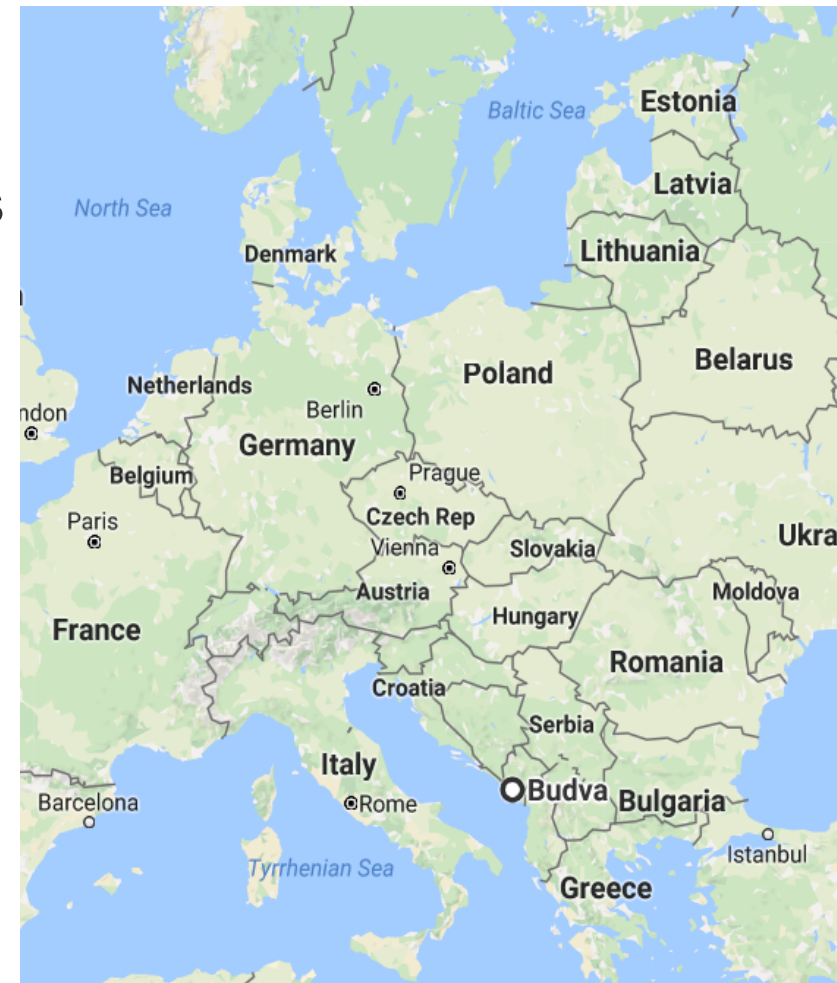 Estonia
Baltic Sea
Latvia
s
North Sea
Lithuania
Denmark
Belarus
Poland
Netherlands
Berlin
ndon
Germany
Belgium
Prague
Czech Rep
Paris
Vienna
Slovakia
Ukra
Austria
Moldova
Hungary
France
Romania
Croatia
Serbia
Italy
Budva
Bulgaria
Barcelona
Rome
Istanbul
Tyrrhenian Sea
Greece